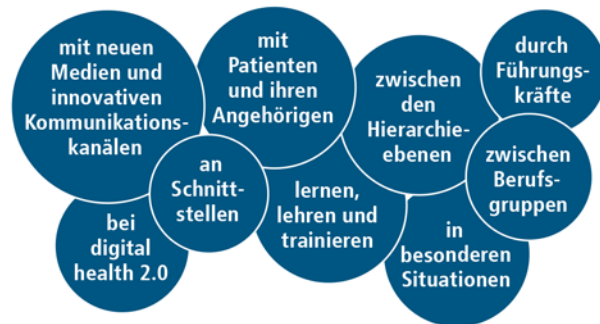 mit neuen
Medien und
innovativen
Kommunikations-
kanälen
mit
Patienten
und ihren
Angehörigen
zwischen
den
Hierarchie-
ebenen
durch
Führungs-
kräfte
an
Schnitt-
stellen
zwischen
Berufs-
gruppen
bei
digital
health 2.0
lernen,
lehren und
trainieren
in
besonderen
Situationen